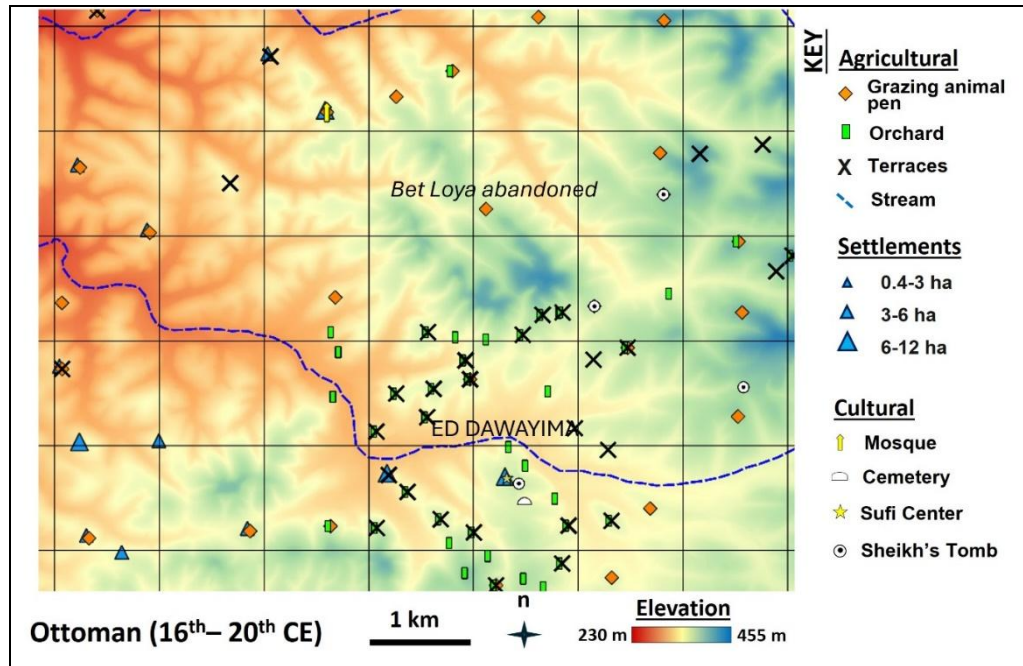 KEY
Agricultural
Grazing animal
pen
Orchard
Terraces
Stream
Settlements
0.4-3 ha
3-6 ha
6-12 ha
Cultural
Mosque
Cemetery
Sufi Center
Sheikh's Tomb
Bet Loya abandoned
ED DAWAYIMA
Ottoman (16th– 20th CE)
1 km
n
Elevation
230 m
455 m